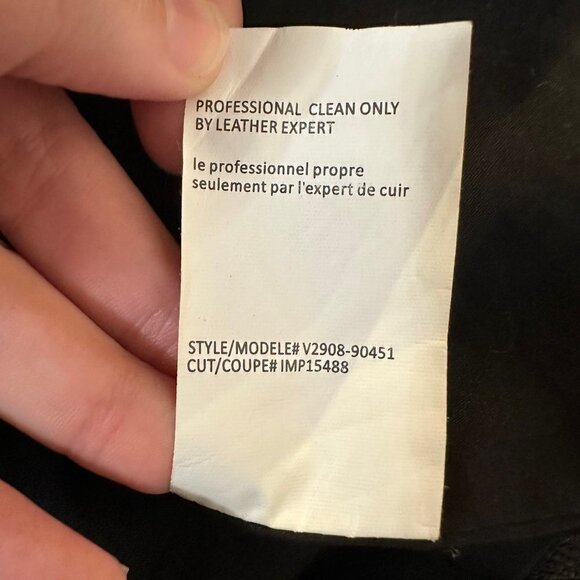 PROFESSIONAL CLEAN ONLY
BY LEATHER EXPERT
le professionnel propre
seulement par l'expert de cuir
STYLE/MODELE# V2908-90451
CUT/COUPE# IMP15488